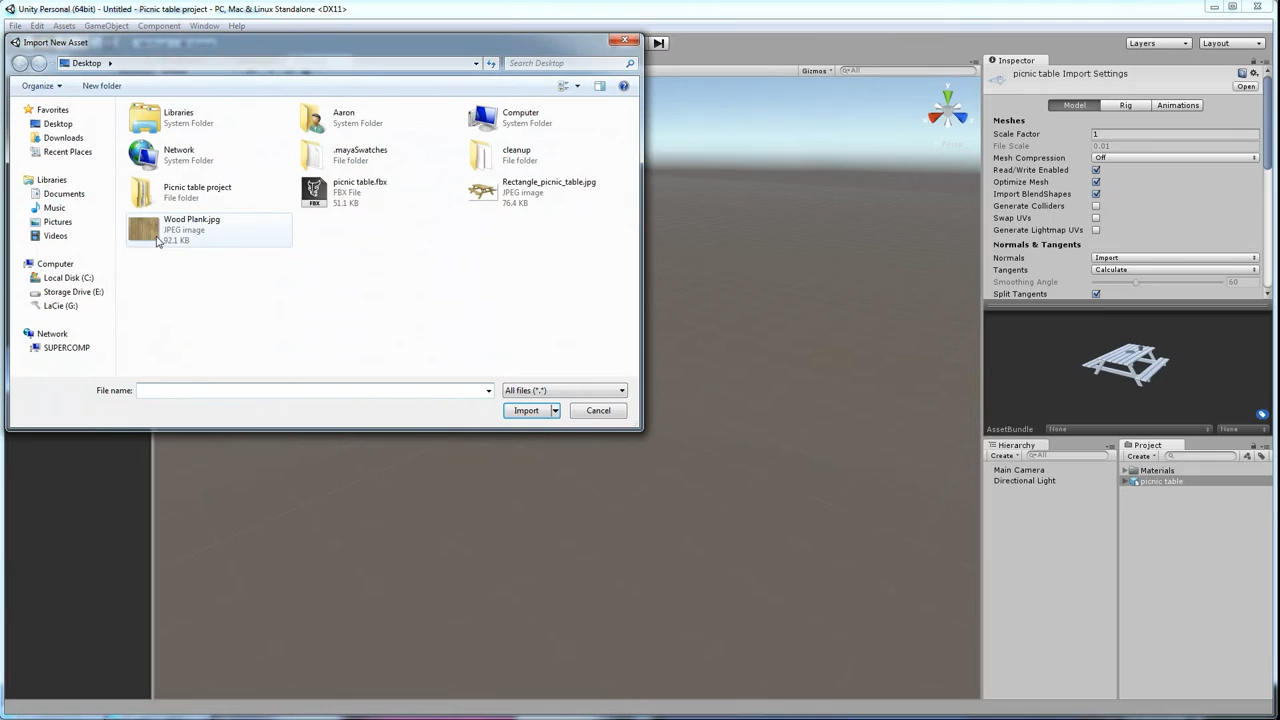 Unity Personal (64bit) - Untitled - Picnic table project - PC, Mac & Linux Standalone <DX11>
File Edit Assets GameObject Component Window Help
Import New Asset
Layers Layout
Desktop
Search Desktop
Gizmos All
Inspector
picnic table Import Settings
Open
Organize New folder
Model Rig Animations
Favorites
Desktop
Downloads
Recent Places
Libraries
Documents
Music
Pictures
Videos
Computer
Local Disk (C:)
Storage Drive (E:)
LaCie (G:)
Network
SUPERCOMP
Libraries
System Folder
Aaron
System Folder
Computer
System Folder
Network
System Folder
.mayaSwatches
File folder
cleanup
File folder
Picnic table project
File folder
picnic table.fbx
FBX File
51.1 KB
FBX
Rectangle_picnic_table.jpg
JPEG image
76.4 KB
Wood Plank.jpg
JPEG image
92.1 KB
File name:
All files (*.*)
Import Cancel
Meshes
Scale Factor 1
File Scale 0.01
Mesh Compression Off
Read/Write Enabled
Optimize Mesh
Import BlendShapes
Generate Colliders
Swap UVs
Generate Lightmap UVs
Normals & Tangents
Normals Import
Tangents Calculate
Smoothing Angle 60
Split Tangents
AssetBundle None None
Hierarchy
Create All
Main Camera
Directional Light
Project
Create
Materials
picnic table